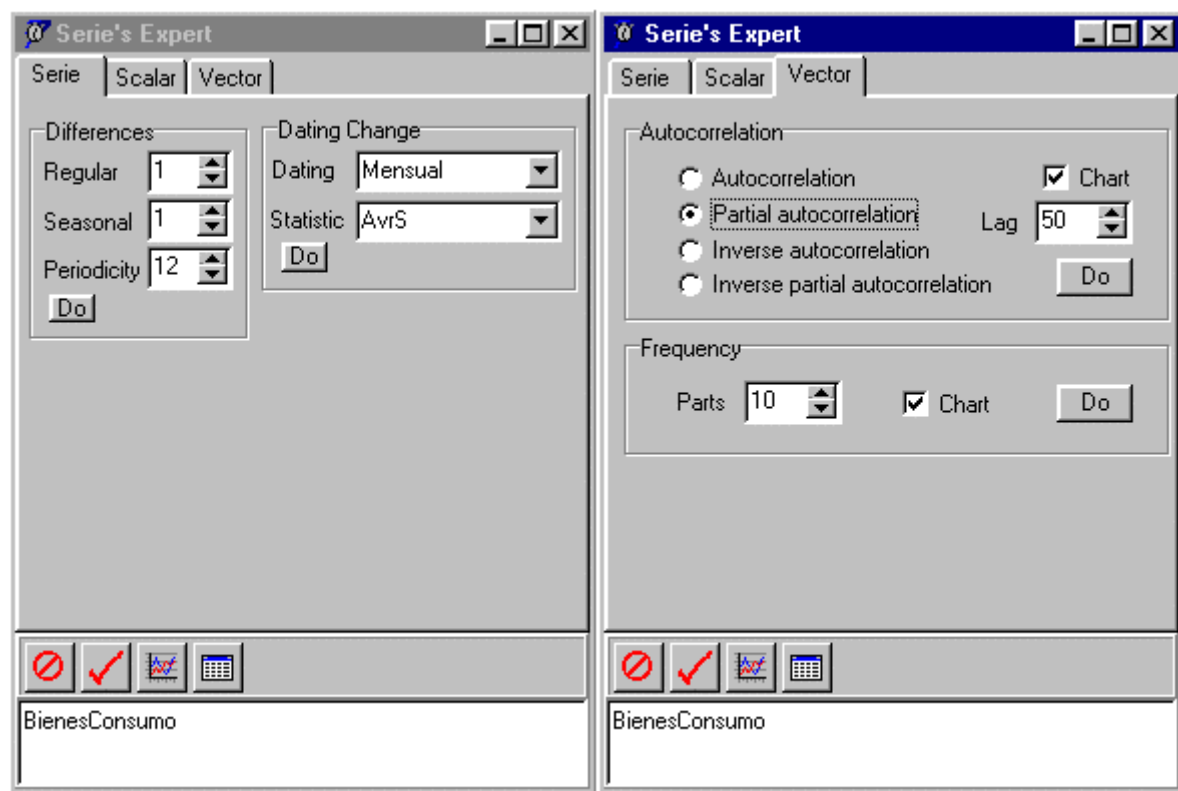 Serie's Expert
Serie Scalar Vector
Differences
Regular 1
Seasonal 1
Periodicity 12
Do
Dating Change
Dating Mensual
Statistic AvrS
Do
BienesConsumo
Serie's Expert
Serie Scalar Vector
Autocorrelation
Autocorrelation
Partial autocorrelation
Inverse autocorrelation
Inverse partial autocorrelation
Chart
Lag 50
Do
Frequency
Parts 10 Chart Do
BienesConsumo